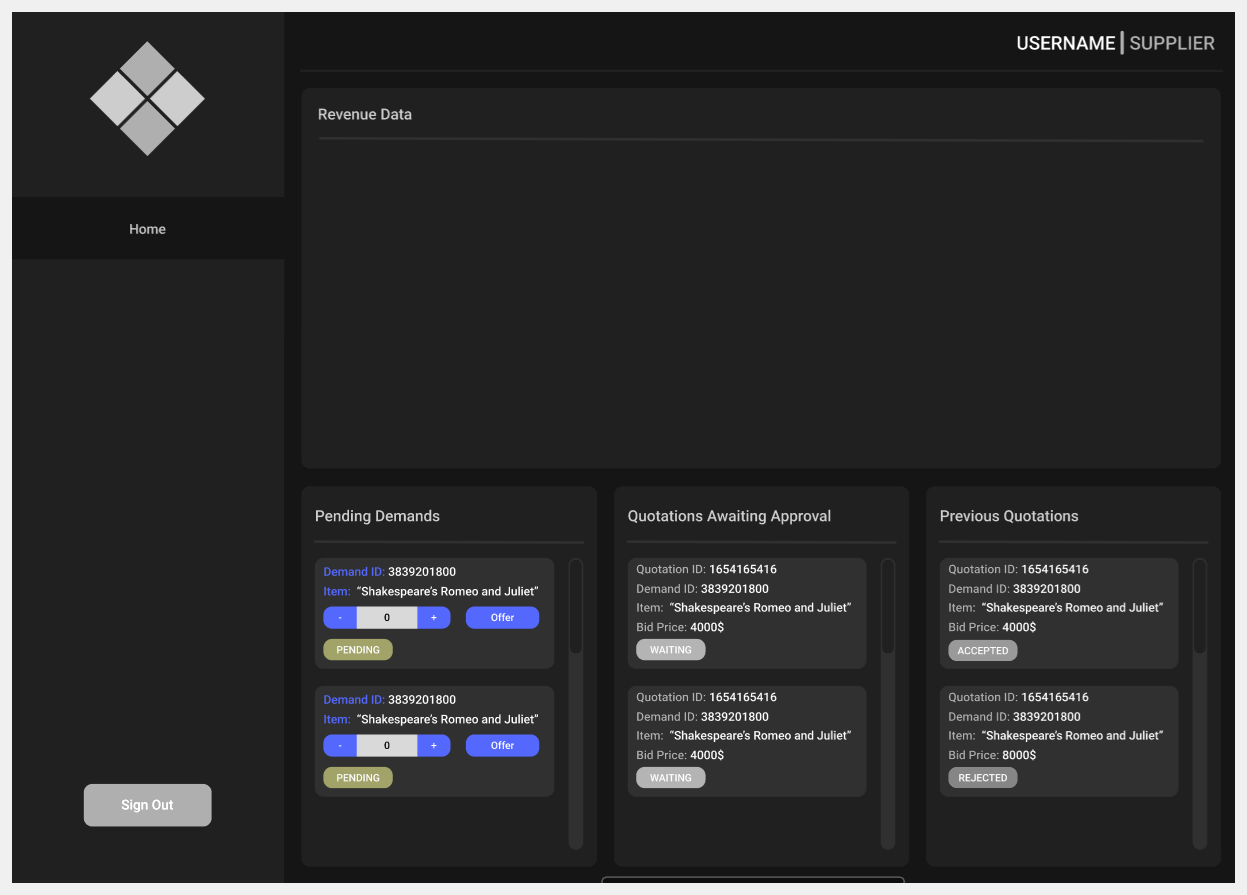 USERNAME | SUPPLIER
Revenue Data
Home
Pending Demands
Demand ID: 3839201800
Item: “Shakespeare’s Romeo and Juliet”
- 0 + Offer
PENDING
Demand ID: 3839201800
Item: “Shakespeare’s Romeo and Juliet”
- 0 + Offer
PENDING
Quotations Awaiting Approval
Quotation ID: 1654165416
Demand ID: 3839201800
Item: “Shakespeare’s Romeo and Juliet”
Bid Price: 4000$
WAITING
Quotation ID: 1654165416
Demand ID: 3839201800
Item: “Shakespeare’s Romeo and Juliet”
Bid Price: 4000$
WAITING
Previous Quotations
Quotation ID: 1654165416
Demand ID: 3839201800
Item: “Shakespeare’s Romeo and Juliet”
Bid Price: 4000$
ACCEPTED
Quotation ID: 1654165416
Demand ID: 3839201800
Item: “Shakespeare’s Romeo and Juliet”
Bid Price: 8000$
REJECTED
Sign Out